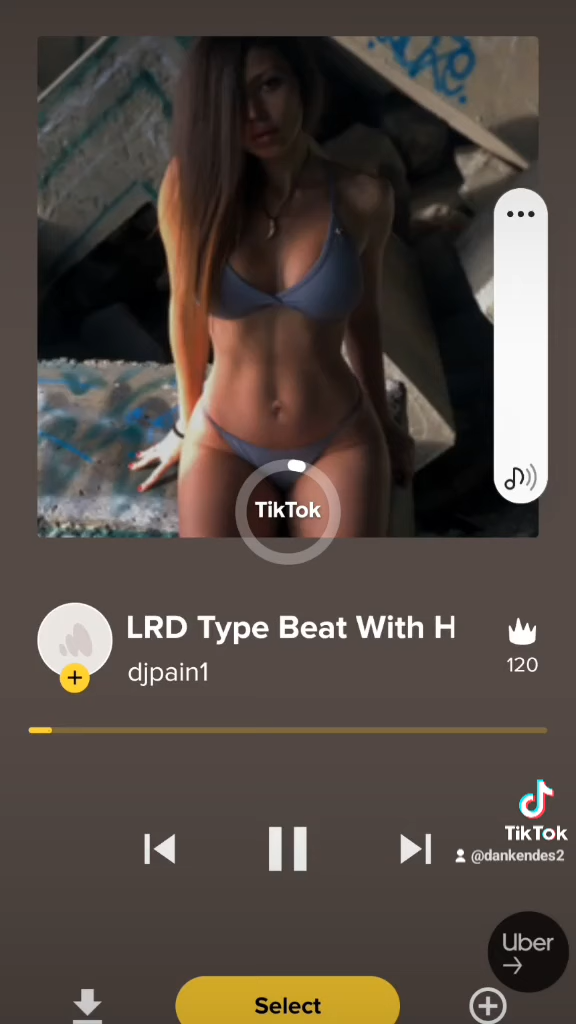 TikTok
LRD Type Beat With H
djpain1
120
TikTok
@dankendes2
Uber
Select